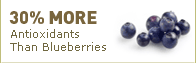 30% MORE
Antioxidants
Than Blueberries